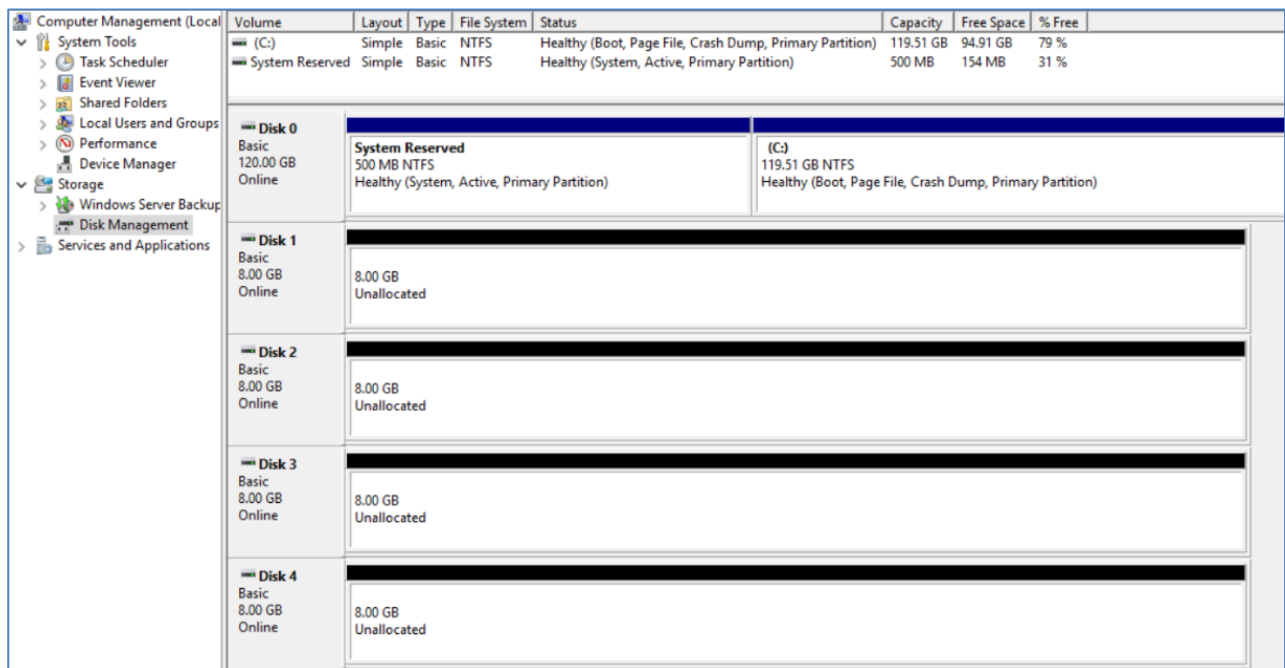 Computer Management (Local
System Tools
Task Scheduler
Event Viewer
Shared Folders
Local Users and Groups
Performance
Device Manager
Storage
Windows Server Backup
Disk Management
Services and Applications
Volume Layout Type File System Status Capacity Free Space % Free
(C:) Simple Basic NTFS Healthy (Boot, Page File, Crash Dump, Primary Partition) 119.51 GB 94.91 GB 79 %
System Reserved Simple Basic NTFS Healthy (System, Active, Primary Partition) 500 MB 154 MB 31 %
Disk 0
Basic
120.00 GB
Online
System Reserved
500 MB NTFS
Healthy (System, Active, Primary Partition)
(C:)
119.51 GB NTFS
Healthy (Boot, Page File, Crash Dump, Primary Partition)
Disk 1
Basic
8.00 GB
Online
8.00 GB
Unallocated
Disk 2
Basic
8.00 GB
Online
8.00 GB
Unallocated
Disk 3
Basic
8.00 GB
Online
8.00 GB
Unallocated
Disk 4
Basic
8.00 GB
Online
8.00 GB
Unallocated